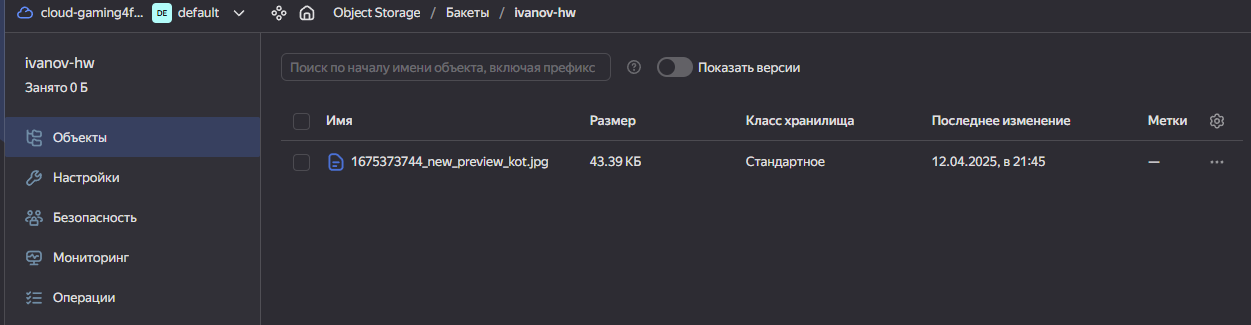 cloud-gaming4f... DE default Object Storage / Бакеты / ivanov-hw
ivanov-hw
Занято 0 Б
Объекты
Настройки
Безопасность
Мониторинг
Операции
Поиск по началу имени объекта, включая префикс ? Показать версии
Имя Размер Класс хранилища Последнее изменение Метки
1675373744_new_preview_kot.jpg 43.39 КБ Стандартное 12.04.2025, в 21:45 —